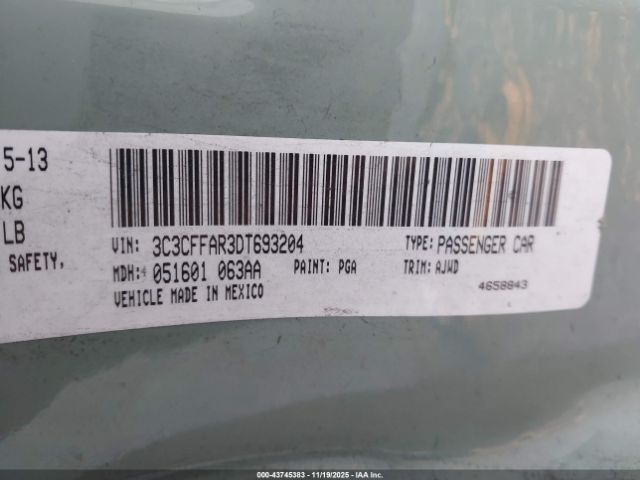 5-13
KG
LB
SAFETY,
VIN: 3C3CFFAR3DT693204 TYPE: PASSENGER CAR
MDH: 051601 063AA PAINT: PGA TRIM: AJWD
VEHICLE MADE IN MEXICO 4658843
00-43745383 - 11/19/2025 - IAA Inc.